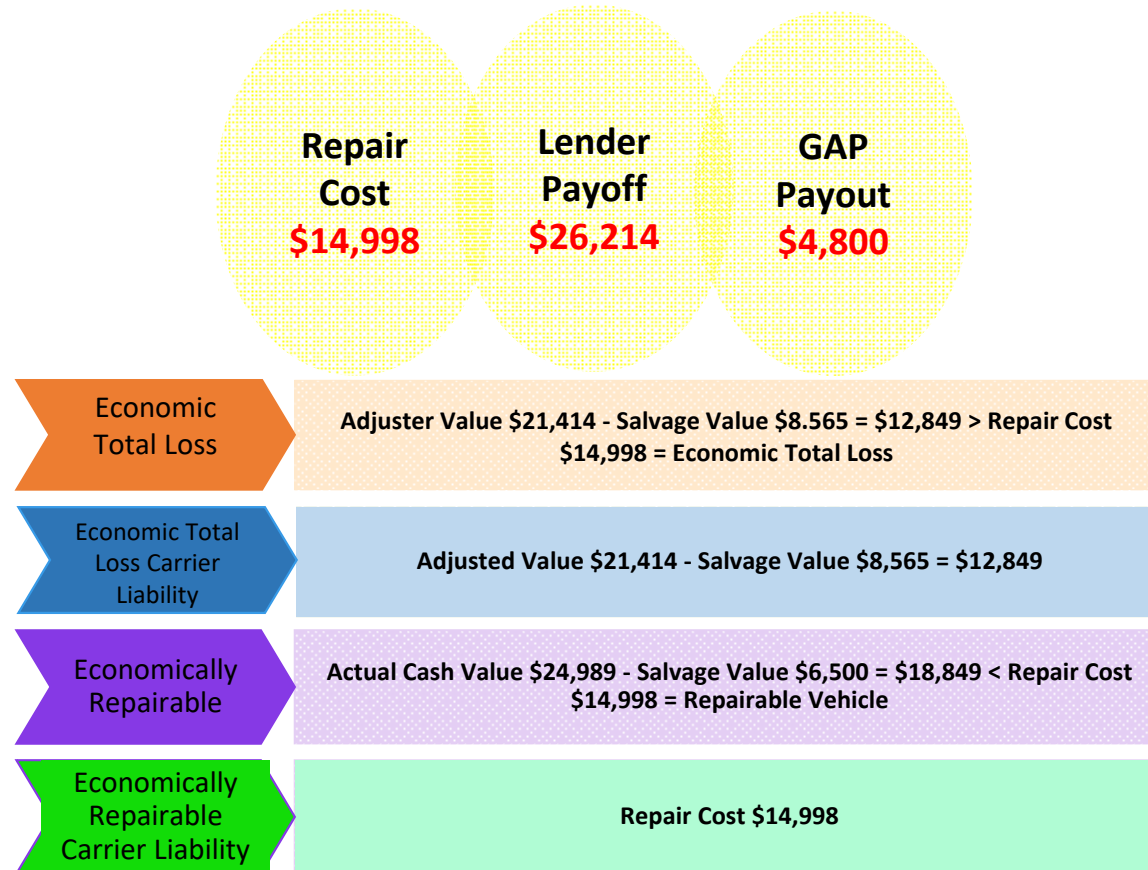 Repair
Cost
$14,998
Lender
Payoff
$26,214
GAP
Payout
$4,800
Economic
Total Loss
Adjuster Value $21,414 - Salvage Value $8.565 = $12,849 > Repair Cost
$14,998 = Economic Total Loss
Economic Total
Loss Carrier
Liability
Adjusted Value $21,414 - Salvage Value $8,565 = $12,849
Economically
Repairable
Actual Cash Value $24,989 - Salvage Value $6,500 = $18,849 < Repair Cost
$14,998 = Repairable Vehicle
Economically
Repairable
Carrier Liability
Repair Cost $14,998